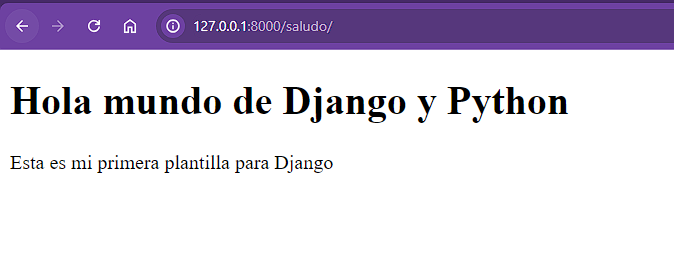 127.0.0.1:8000/saludo/
Hola mundo de Django y Python
Esta es mi primera plantilla para Django